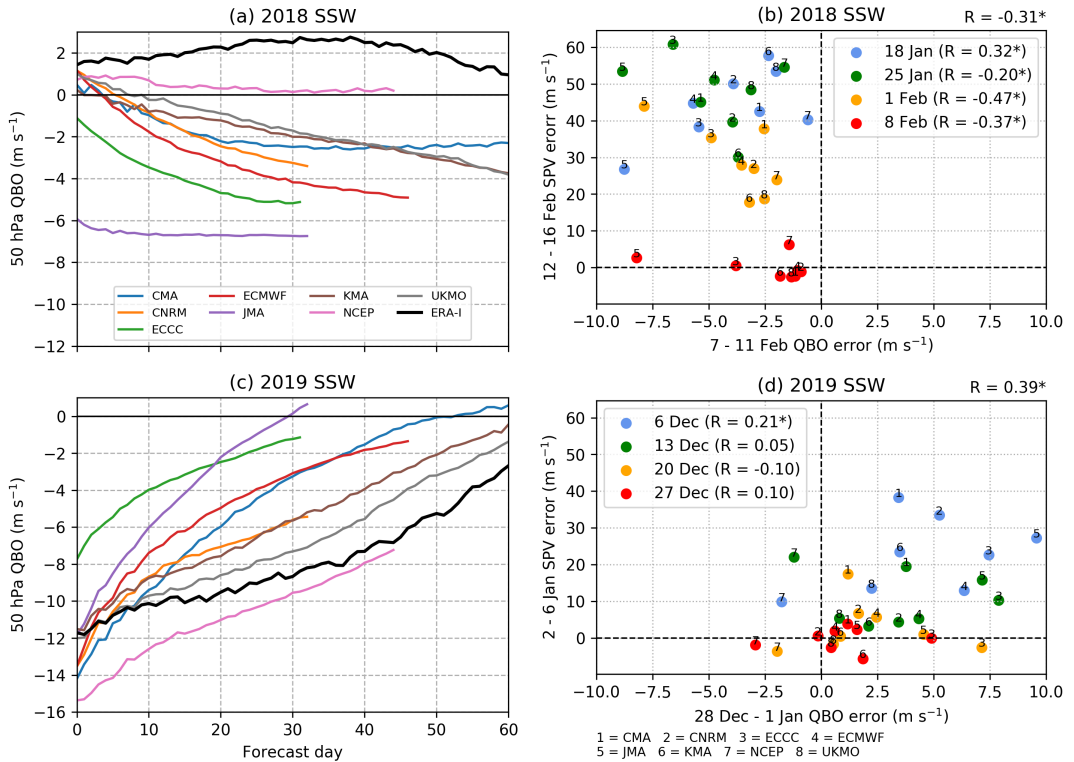 (a) 2018 SSW
50 hPa QBO (m s−1)
2
0
−2
−4
−6
−8
−10
−12
0 10 20 30 40 50 60
CMA ECMWF KMA UKMO
CNRM JMA NCEP ERA-I
ECCC
(b) 2018 SSW
R = -0.31*
12 - 16 Feb SPV erorr (m s−1)
60
50
40
30
20
10
0
18 Jan (R = 0.32*)
25 Jan (R = -0.20*)
1 Feb (R = -0.47*)
8 Feb (R = -0.37*)
−10.0 −7.5 −5.0 −2.5 0.0 2.5 5.0 7.5 10.0
7 - 11 Feb QBO error (m s−1)
(c) 2019 SSW
50 hPa QBO (m s−1)
0
−2
−4
−6
−8
−10
−12
−14
−16
0 10 20 30 40 50 60
Forecast day
(d) 2019 SSW
R = 0.39*
2 - 6 Jan SPV error (m s−1)
60
50
40
30
20
10
0
6 Dec (R = 0.21*)
13 Dec (R = 0.05)
20 Dec (R = -0.10)
27 Dec (R = 0.10)
−10.0 −7.5 −5.0 −2.5 0.0 2.5 5.0 7.5 10.0
28 Dec - 1 Jan QBO error (m s−1)
1 = CMA 2 = CNRM 3 = ECCC 4 = ECMWF
5 = JMA 6 = KMA 7 = NCEP 8 = UKMO